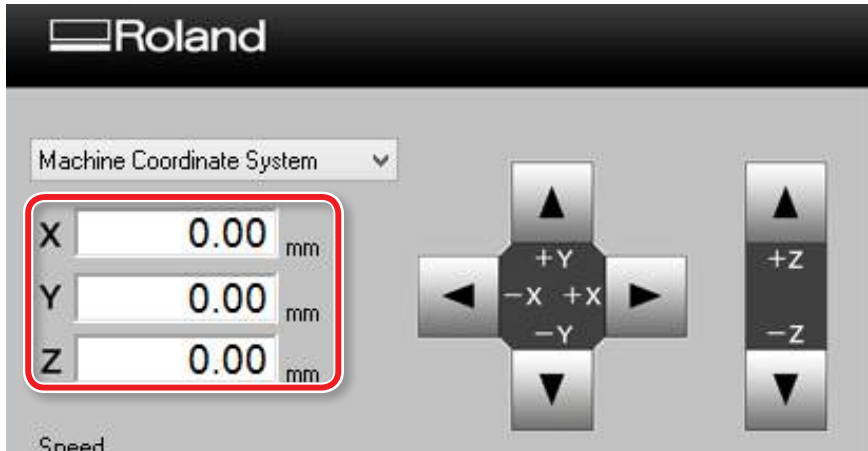 Roland
Machine Coordinate System
X 0.00 mm
Y 0.00 mm
Z 0.00 mm
+Y
-X +X
-Y
+Z
-Z
Speed